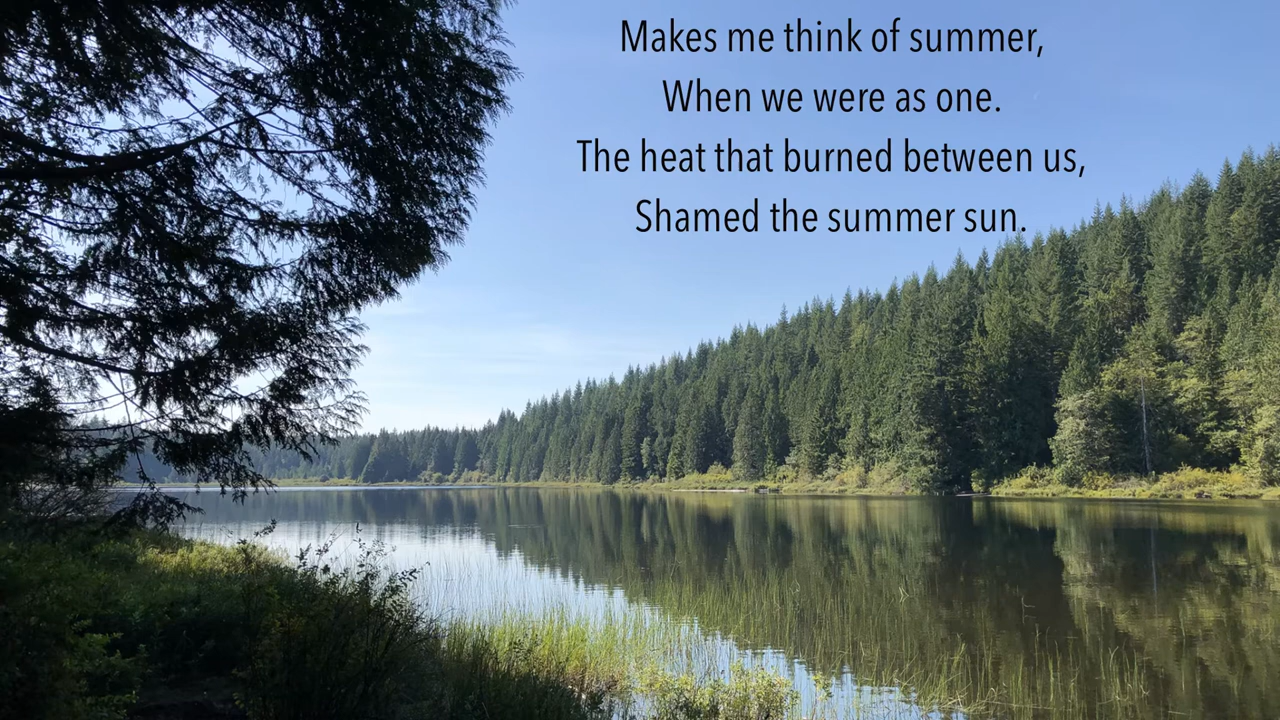 Makes me think of summer,
When we were as one.
The heat that burned between us,
Shamed the summer sun.